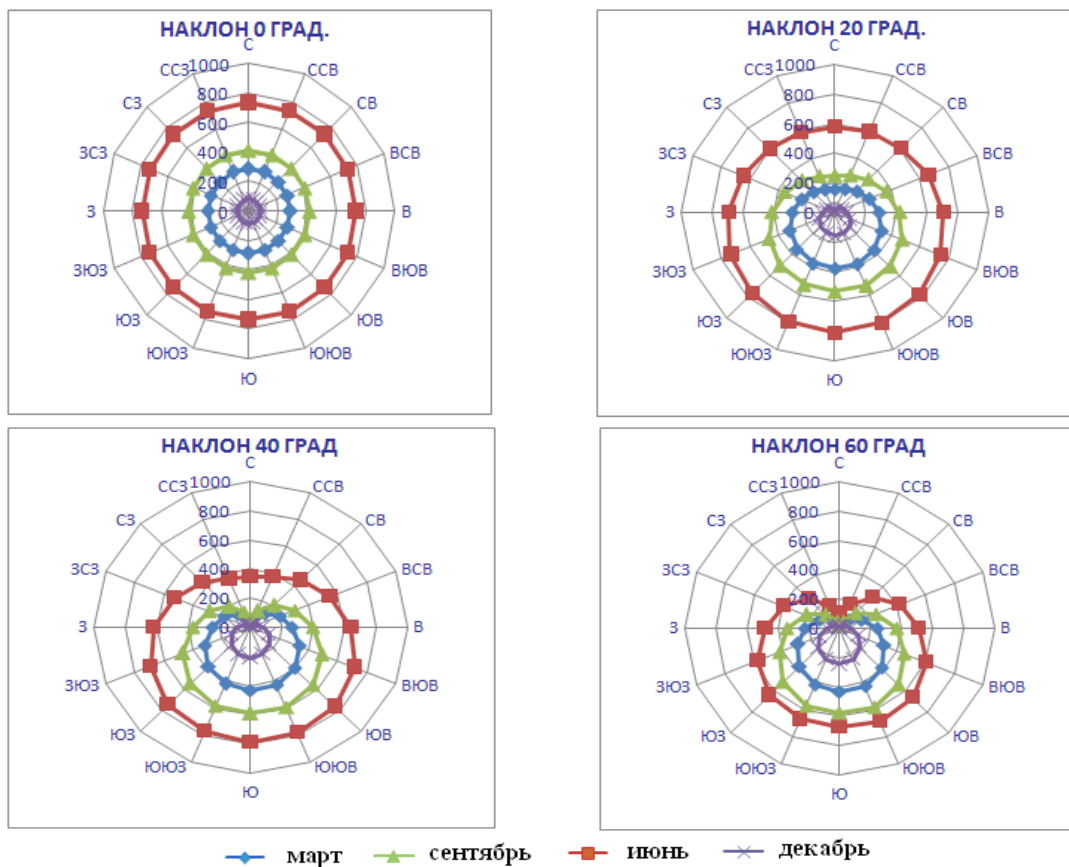 НАКЛОН 0 ГРАД.
С
ССЗ
1000
ССВ
СЗ
800
СВ
600
ЗСЗ
400
ВСВ
200
З
0
В
ЗЮЗ
ВЮВ
ЮЗ
ЮВ
ЮЮЗ
ЮЮВ
Ю
НАКЛОН 20 ГРАД.
С
ССЗ
1000
ССВ
СЗ
800
СВ
600
ЗСЗ
400
ВСВ
200
З
0
В
ЗЮЗ
ВЮВ
ЮЗ
ЮВ
ЮЮЗ
ЮЮВ
Ю
НАКЛОН 40 ГРАД
С
ССЗ
1000
ССВ
СЗ
800
СВ
600
ЗСЗ
400
ВСВ
200
З
0
В
ЗЮЗ
ВЮВ
ЮЗ
ЮВ
ЮЮЗ
ЮЮВ
Ю
НАКЛОН 60 ГРАД
С
ССЗ
1000
ССВ
СЗ
800
СВ
600
ЗСЗ
400
ВСВ
200
З
0
В
ЗЮЗ
ВЮВ
ЮЗ
ЮВ
ЮЮЗ
ЮЮВ
Ю
март сентябрь июнь декабрь